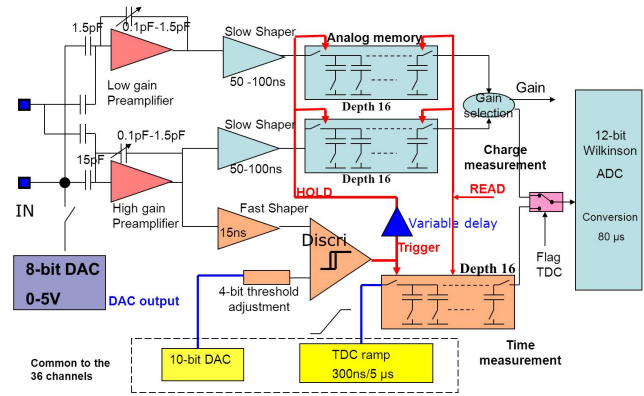 1.5pF
0.1pF-1.5pF
Slow Shaper
Analog memory
50 -100ns
Low gain
Preamplifier
Depth 16
Gain
Gain
selection
Slow Shaper
0.1pF-1.5pF
15pF
50-100ns
Depth 16
12-bit
Wilkinson
ADC
Conversion
80 µs
Charge
measurement
IN
High gain
Preamplifier
HOLD
READ
Fast Shaper
15ns
Variable delay
Discri
Trigger
Flag
TDC
8-bit DAC
0-5V
DAC output
4-bit threshold
adjustment
Depth 16
Time
measurement
Common to the
36 channels
10-bit DAC
TDC ramp
300ns/5 µs